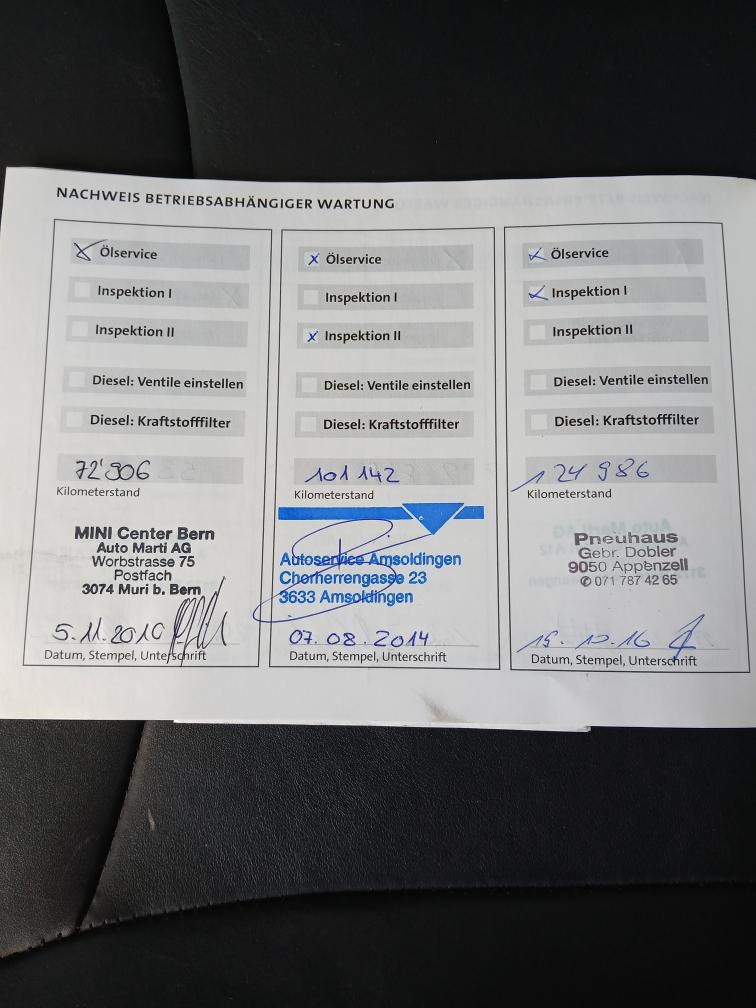 NACHWEIS BETRIEBSABHÄNGIGER WARTUNG
X Ölservice
Inspektion I
Inspektion II
Diesel: Ventile einstellen
Diesel: Kraftstofffilter
72'906
Kilometerstand
MINI Center Bern
Auto Marti AG
Worbstrasse 75
Postfach
3074 Muri b. Bern
5.11.2010
Datum, Stempel, Unterschrift
x Ölservice
Inspektion I
x Inspektion II
Diesel: Ventile einstellen
Diesel: Kraftstofffilter
101 142
Kilometerstand
Autoservice Amsoldingen
Chorherrengasse 23
3633 Amsoldingen
07.08.2014
Datum, Stempel, Unterschrift
✓ Ölservice
✓ Inspektion I
Inspektion II
Diesel: Ventile einstellen
Diesel: Kraftstofffilter
124 986
Kilometerstand
Pneuhaus
Gebr. Dobler
9050 Appenzell
✆ 071 787 42 65
19.10.16
Datum, Stempel, Unterschrift